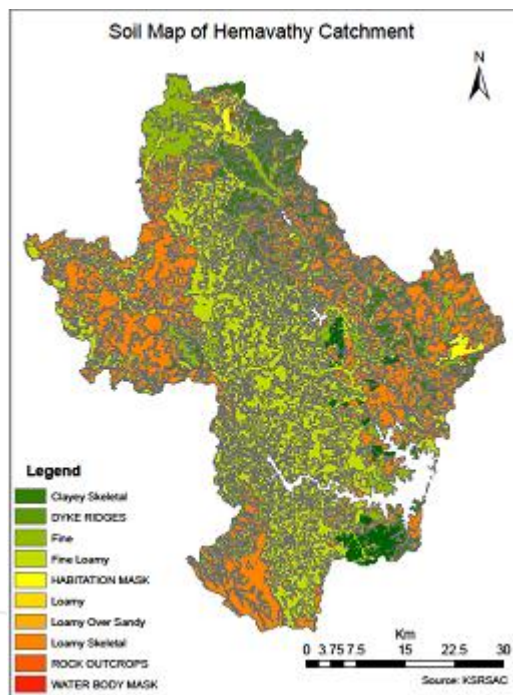 Soil Map of Hemavathy Catchment
N
Legend
Clayey Skeletal
DYKE RIDGES
Fine
Fine Loamy
HABITATION MASK
Loamy
Loamy Over Sandy
Loamy Skeletal
ROCK OUTCROPS
WATER BODY MASK
Km
0 3.75 7.5 15 22.5 30
Source: KSRSAC